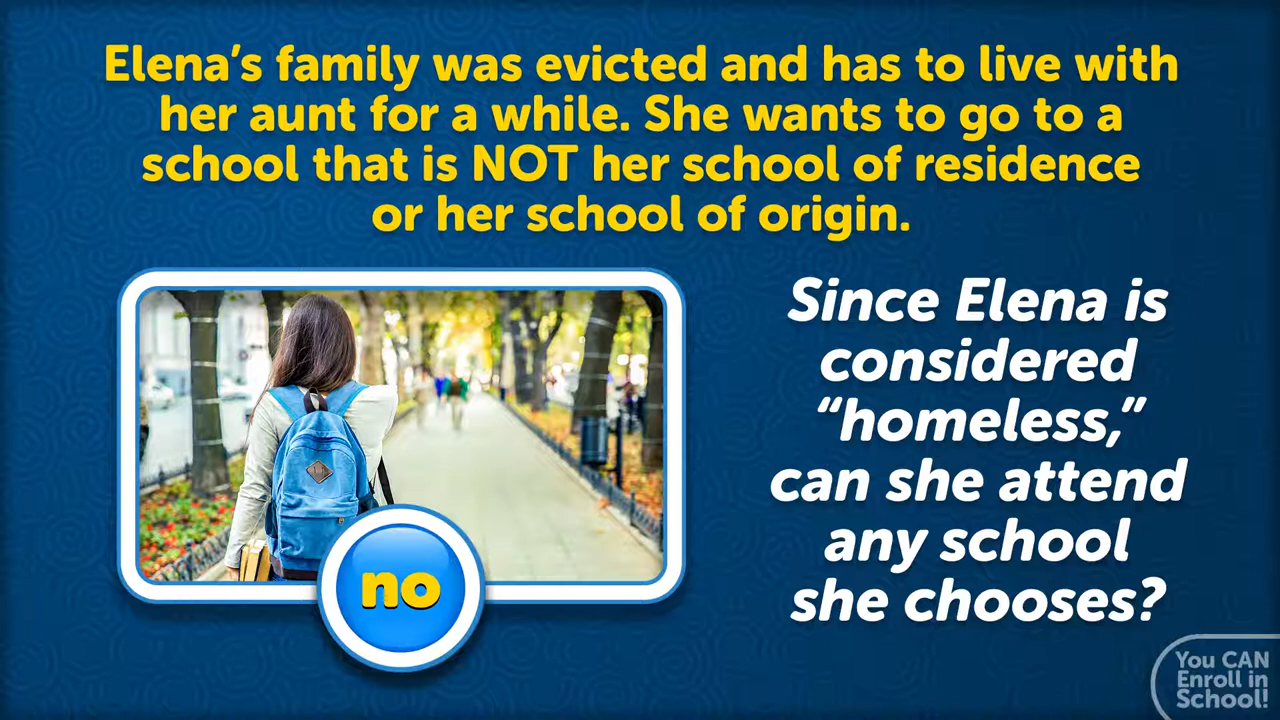 Elena’s family was evicted and has to live with
her aunt for a while. She wants to go to a
school that is NOT her school of residence
or her school of origin.
Since Elena is
considered
“homeless,”
can she attend
any school
she chooses?
no
You CAN
Enroll in
School!